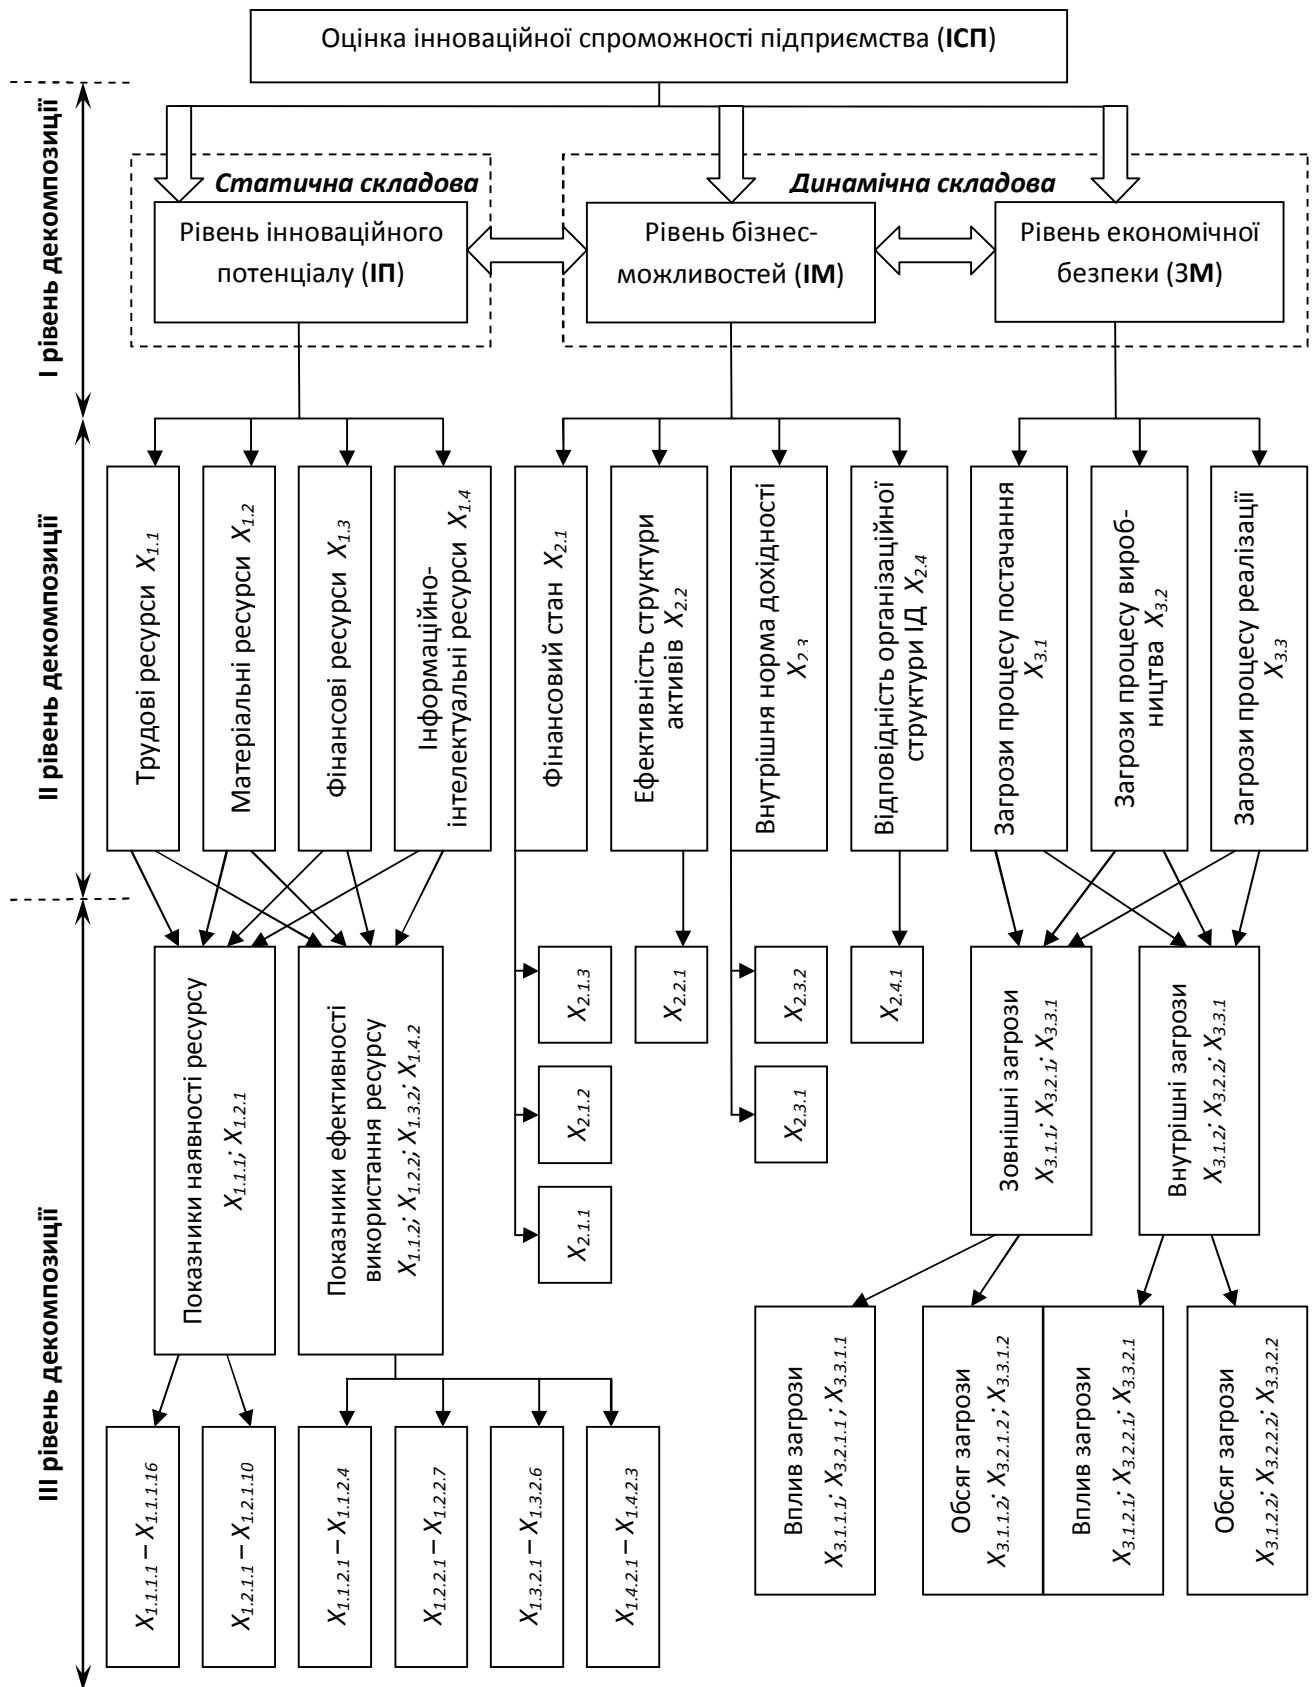 Оцінка інноваційної спроможності підприємства (ІСП)
І рівень декомпозиції
Статична складова
Динамічна складова
Рівень інноваційного
потенціалу (ІП)
Рівень бізнес-
можливостей (ІМ)
Рівень економічної
безпеки (ЗМ)
ІІ рівень декомпозиції
Трудові ресурси X1.1
Матеріальні ресурси X1.2
Фінансові ресурси X1.3
Інформаційно-
інтелектуальні ресурси X1.4
Фінансовий стан X2.1
Ефективність структури
активів X2.2
Внутрішня норма дохідності
X2.3
Відповідність організаційної
структури ІД X2.4
Загрози процесу постачання
X3.1
Загрози процесу вироб-
ництва X3.2
Загрози процесу реалізації
X3.3
ІІІ рівень декомпозиції
Показники наявності ресурсу
X1.1.1; X1.2.1
Показники ефективності
використання ресурсу
X1.1.2; X1.2.2; X1.3.2; X1.4.2
X2.1.3
X2.1.2
X2.1.1
X2.2.1
X2.3.2
X2.3.1
X2.4.1
Зовнішні загрози
X3.1.1; X3.2.1; X3.3.1
Внутрішні загрози
X3.1.2; X3.2.2; X3.3.1
X1.1.1.1 – X1.1.1.16
X1.2.1.1 – X1.2.1.10
X1.1.2.1 – X1.1.2.4
X1.2.2.1 – X1.2.2.7
X1.3.2.1 – X1.3.2.6
X1.4.2.1 – X1.4.2.3
Вплив загрози
X3.1.1.1; X3.2.1.1; X3.3.1.1
Обсяг загрози
X3.1.1.2; X3.2.1.2; X3.3.1.2
Вплив загрози
X3.1.2.1; X3.2.2.1; X3.3.2.1
Обсяг загрози
X3.1.2.2; X3.2.2.2; X3.3.2.2